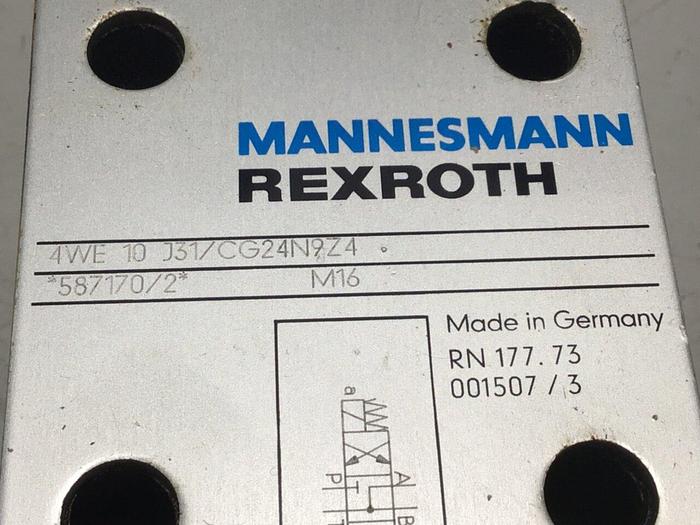 MANNESMANN
REXROTH
4WE 10 J31/CG24N9Z4
*587170/2* M16
Made in Germany
RN 177.73
001507 / 3
a
A
P
B
T